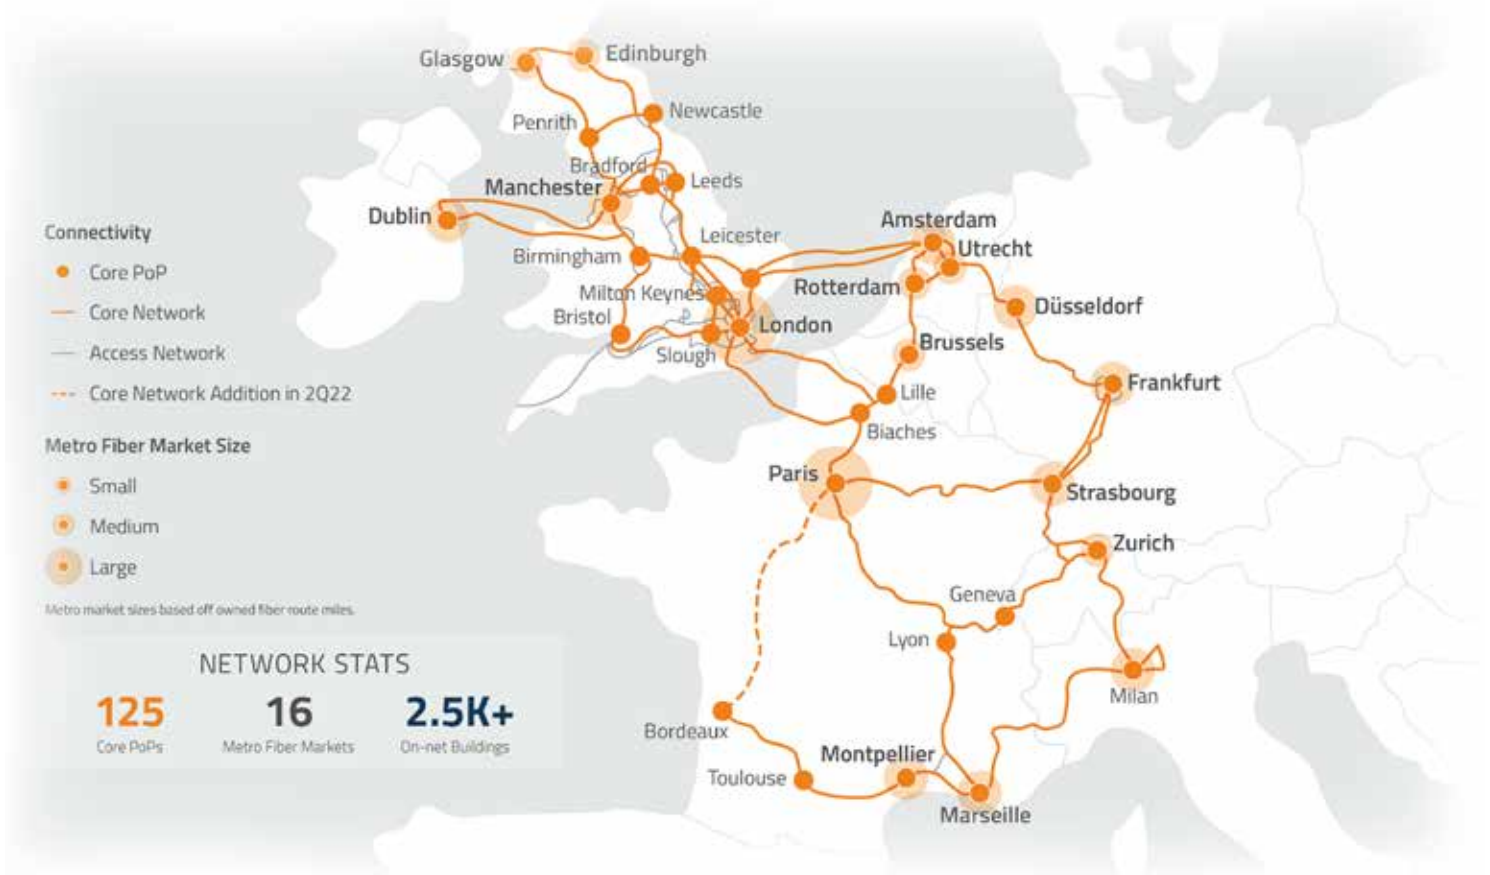 Glasgow
Edinburgh
Newcastle
Penrith
Bradford
Manchester
Leeds
Dublin
Leicester
Birmingham
Milton Keynes
Bristol
London
Slough
Amsterdam
Utrecht
Rotterdam
Düsseldorf
Brussels
Frankfurt
Lille
Biaches
Paris
Strasbourg
Zurich
Geneva
Lyon
Milan
Bordeaux
Montpellier
Toulouse
Marseille
Connectivity
Core PoP
Core Network
Access Network
Core Network Addition in 2Q22
Metro Fiber Market Size
Small
Medium
Large
Metro market sizes based off owned fiber route miles.
NETWORK STATS
125 16 2.5K+
Core PoPs Metro Fiber Markets On-net Buildings